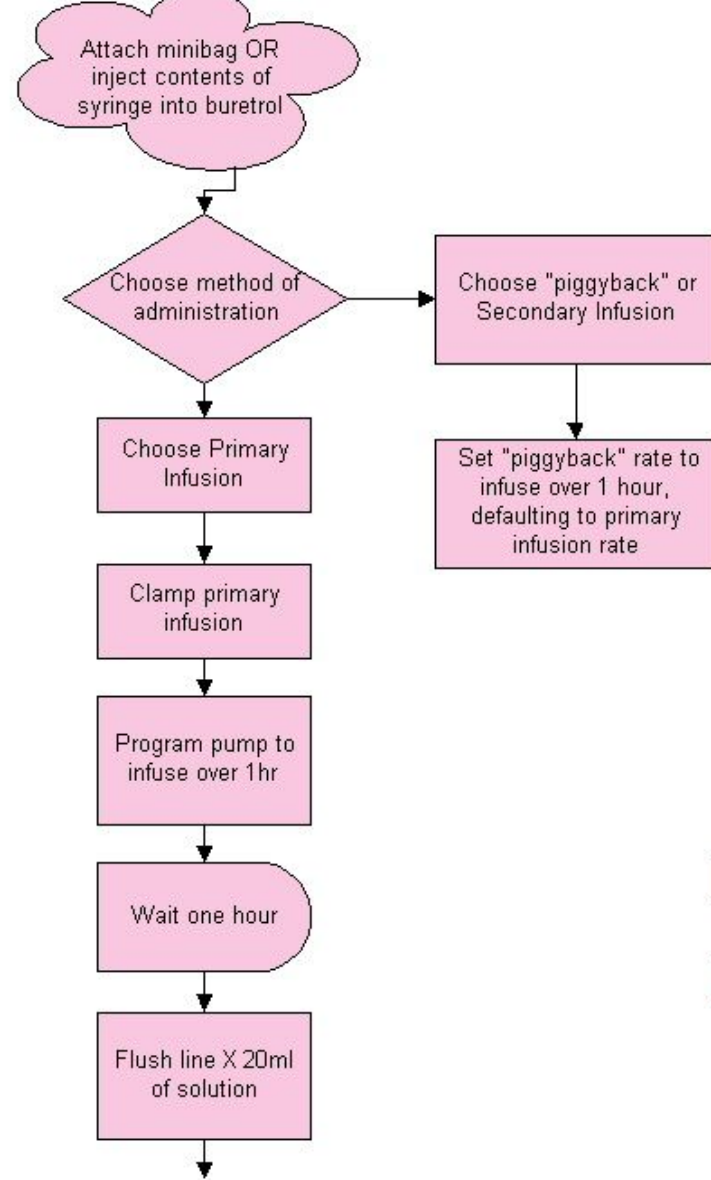 Attach minibag OR
inject contents of
syringe into buretrol
Choose method of
administration
Choose "piggyback" or
Secondary Infusion
Choose Primary
Infusion
Set "piggyback" rate to
infuse over 1 hour,
defaulting to primary
infusion rate
Clamp primary
infusion
Program pump to
infuse over 1hr
Wait one hour
Flush line X 20ml
of solution